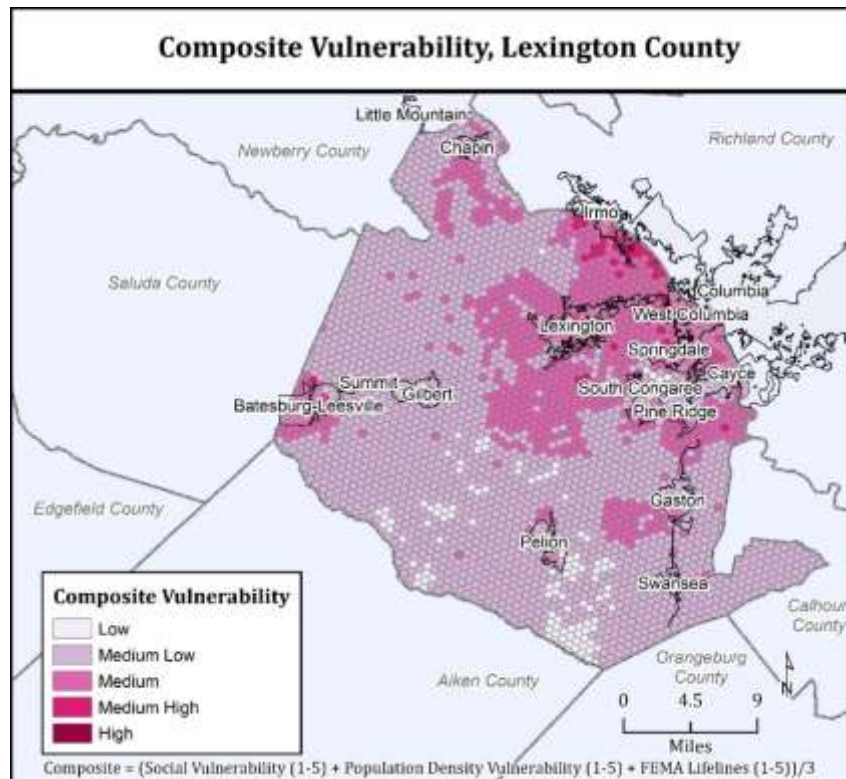 Composite Vulnerability, Lexington County
Little Mountain
Newberry County
Chapin
Richland County
Irmo
Saluda County
Columbia
West Columbia
Lexington
Springdale
Cayce
South Congaree
Summit
Gilbert
Batesburg-Leesville
Pine Ridge
Edgefield County
Gaston
Pelion
Swansea
Calhoun
County
Orangeburg
County
Aiken County
N
Composite Vulnerability
Low
Medium Low
Medium
Medium High
High
0 4.5 9
Miles
Composite = (Social Vulnerability (1-5) + Population Density Vulnerability (1-5) + FEMA Lifelines (1-5))/3